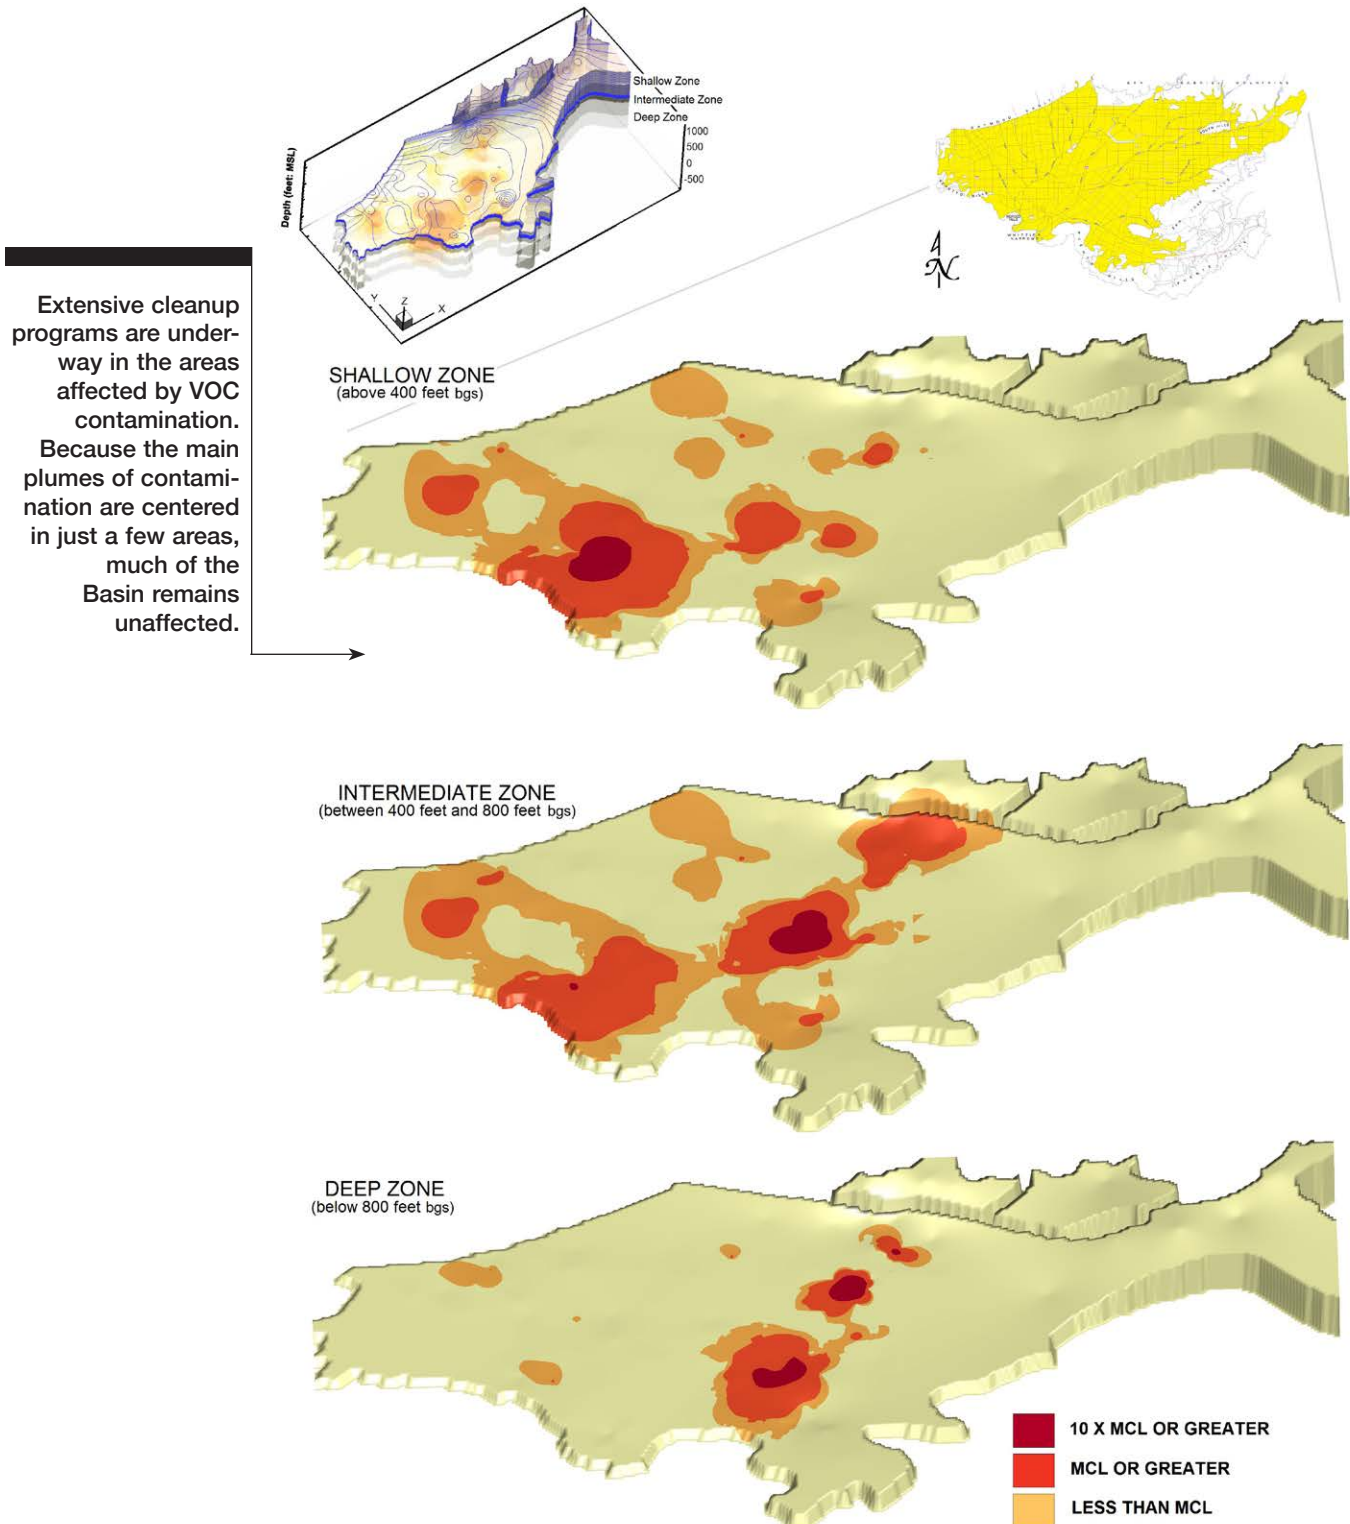 Shallow Zone
Intermediate Zone
Deep Zone
1000
500
0
-500
Depth (feet: MSL)
Y
Z
X
N
Extensive cleanup
programs are under-
way in the areas
affected by VOC
contamination.
Because the main
plumes of contami-
nation are centered
in just a few areas,
much of the
Basin remains
unaffected.
SHALLOW ZONE
(above 400 feet bgs)
INTERMEDIATE ZONE
(between 400 feet and 800 feet bgs)
DEEP ZONE
(below 800 feet bgs)
10 X MCL OR GREATER
MCL OR GREATER
LESS THAN MCL